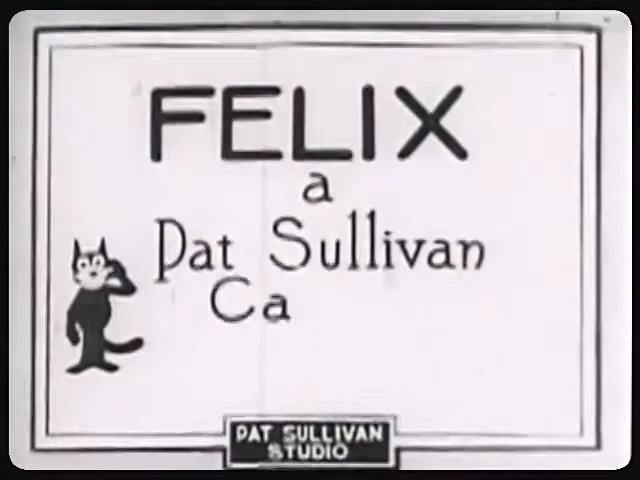 FELIX
a
Pat Sullivan
Ca
PAT SULLIVAN
STUDIO